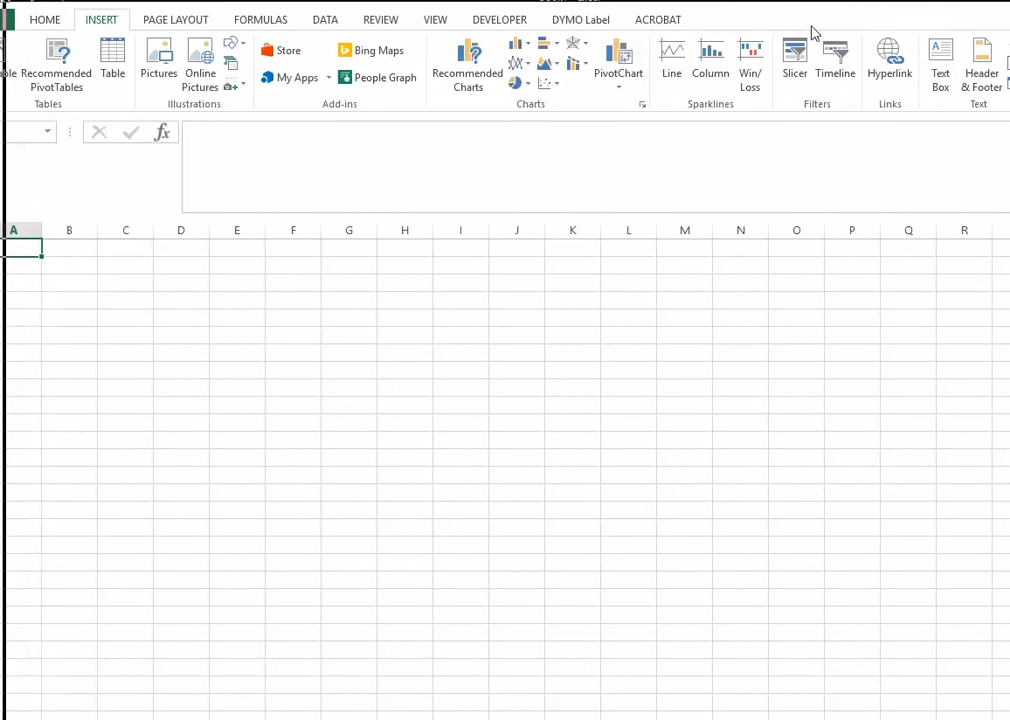 HOME INSERT PAGE LAYOUT FORMULAS DATA REVIEW VIEW DEVELOPER DYMO Label ACROBAT
Recommended
PivotTables
Table
Pictures
Online
Pictures
Store
My Apps
Bing Maps
People Graph
Recommended
Charts
PivotChart
Line
Column
Win/
Loss
Slicer
Timeline
Hyperlink
Text
Box
Header
& Footer
Tables Illustrations Add-ins Charts Sparklines Filters Links Text
fx
A B C D E F G H I J K L M N O P Q R